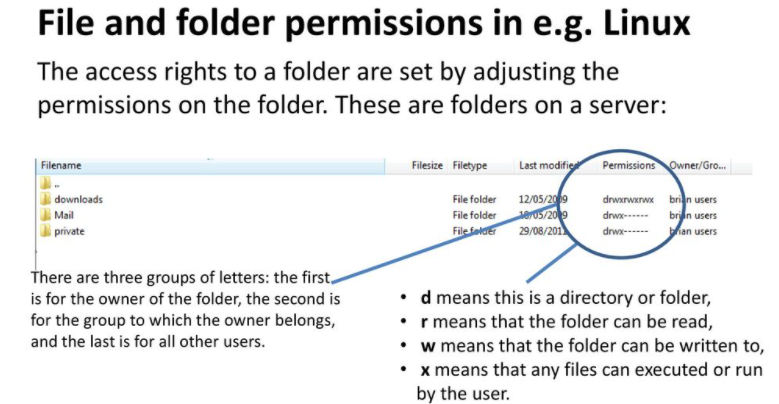 File and folder permissions in e.g. Linux
The access rights to a folder are set by adjusting the
permissions on the folder. These are folders on a server:
Filename Filesize Filetype Last modified Permissions Owner/Gro...
..
downloads File folder 12/05/2009 drwxrwxrwx brian users
Mail File folder 18/05/2009 drwx------ brian users
private File folder 29/08/2011 drwx------ brian users
There are three groups of letters: the first
is for the owner of the folder, the second is
for the group to which the owner belongs,
and the last is for all other users.
• d means this is a directory or folder,
• r means that the folder can be read,
• w means that the folder can be written to,
• x means that any files can executed or run
by the user.